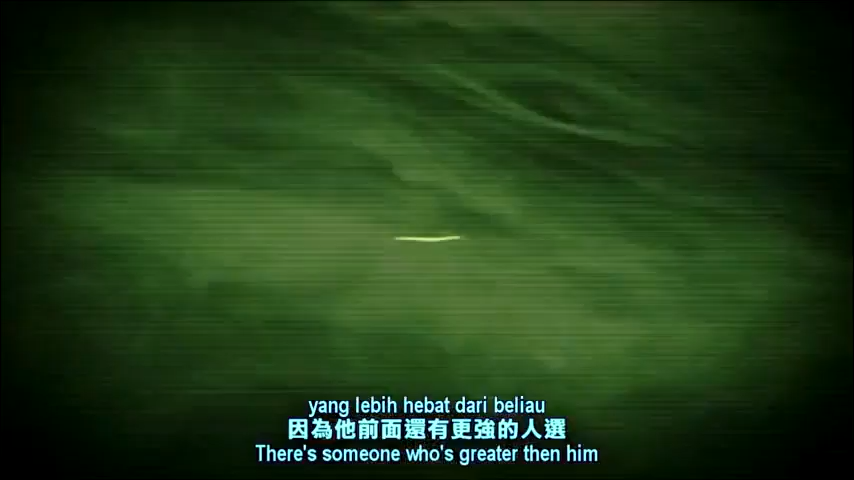 yang lebih hebat dari beliau
因為他前面還有更強的人選
There's someone who's greater then him